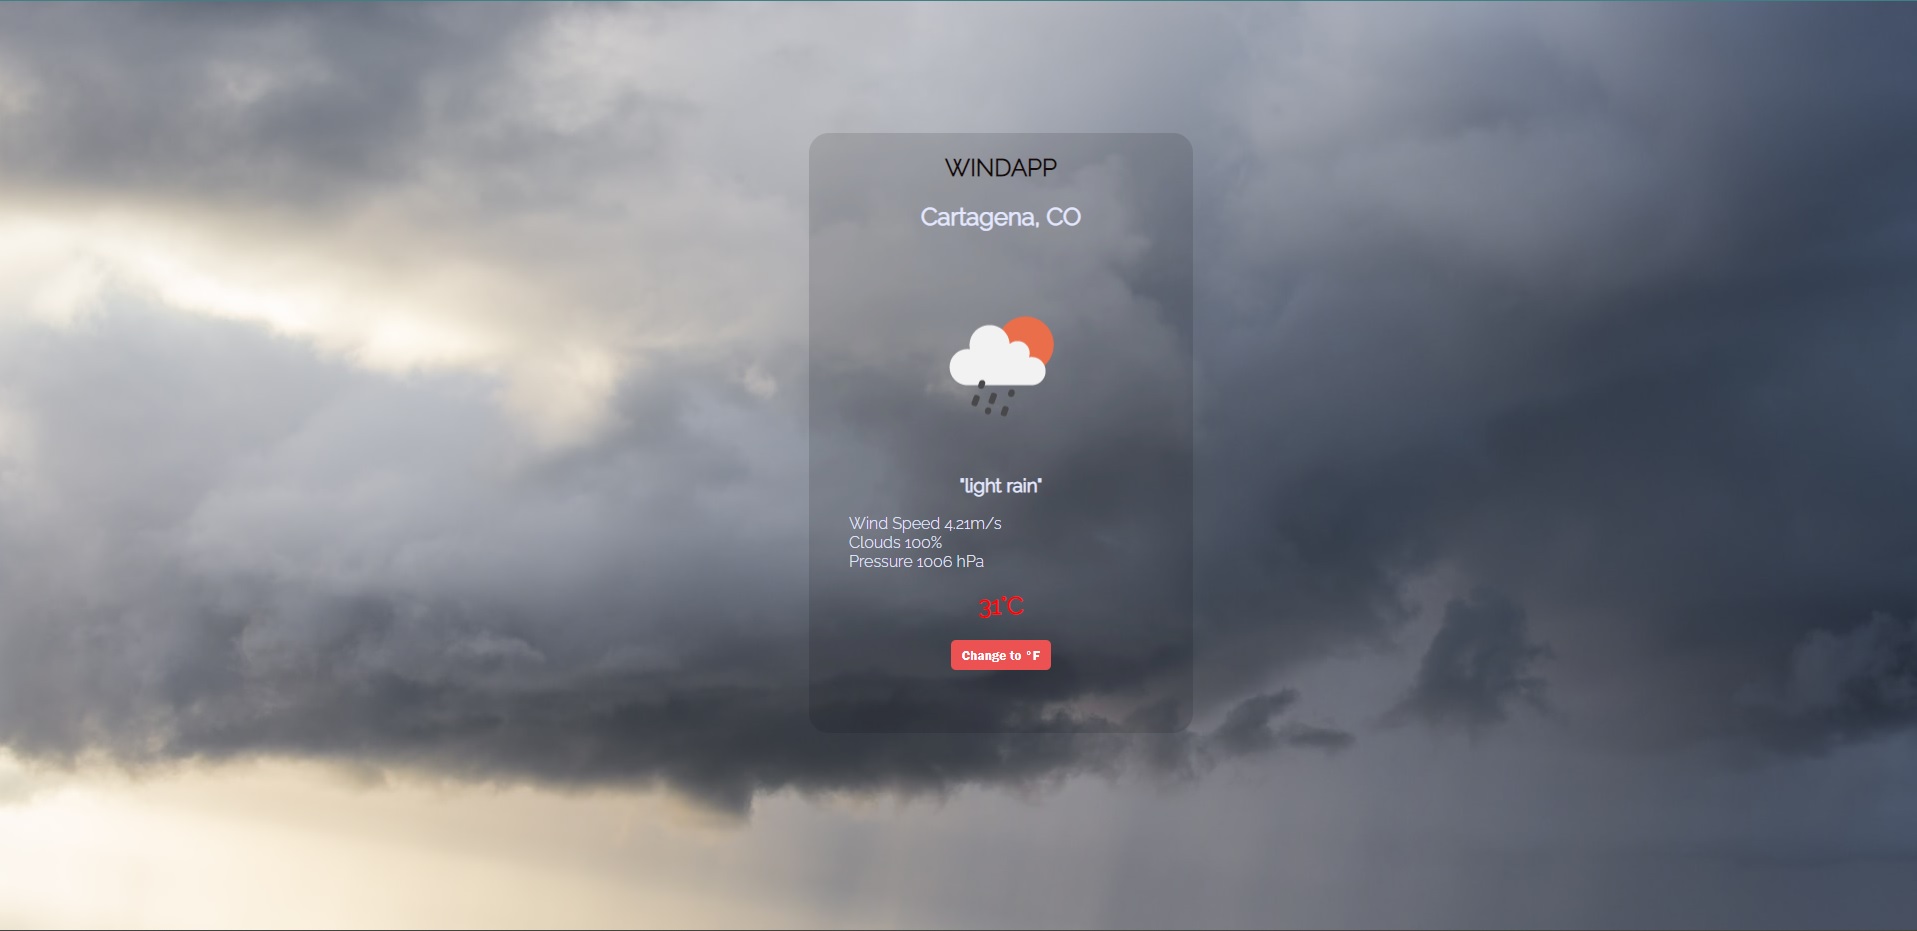 WINDAPP
Cartagena, CO
"light rain"
Wind Speed 4.21m/s
Clouds 100%
Pressure 1006 hPa
31°C
Change to °F